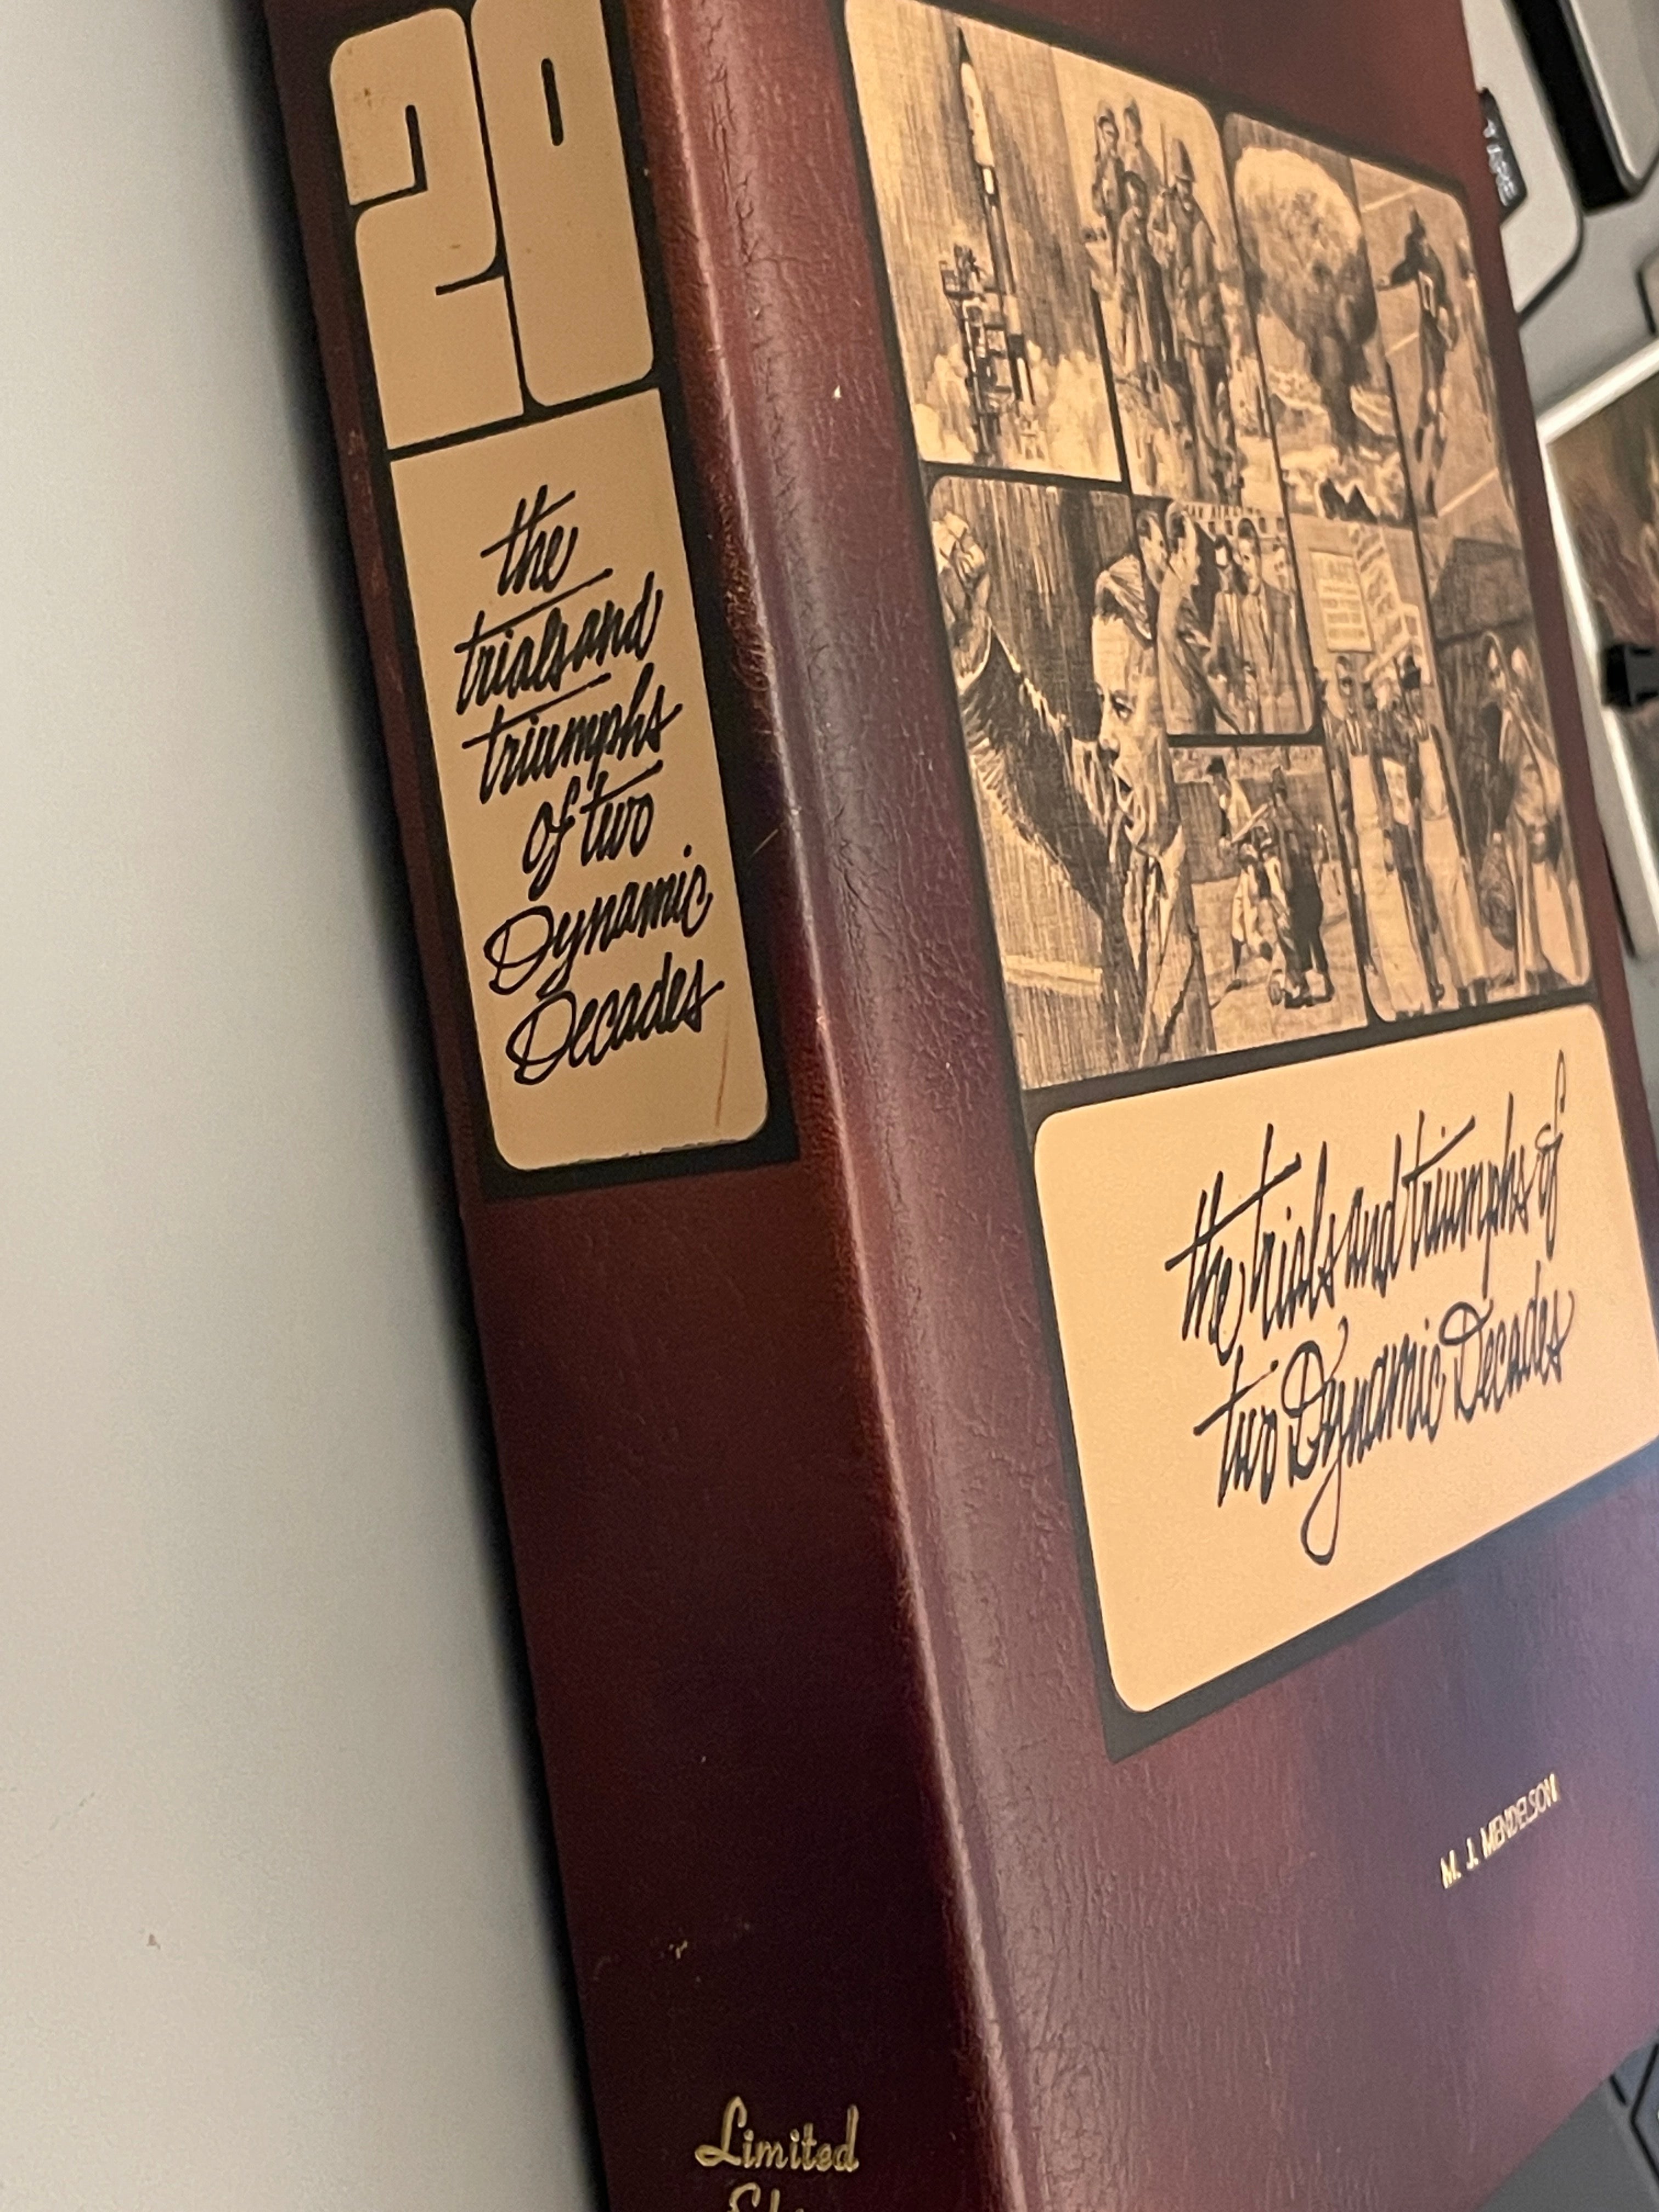 20
the
trials and
triumphs
of two
Dynamic
Decades
Limited
the trials and triumphs of
two Dynamic Decades
M. J. MENDELSON